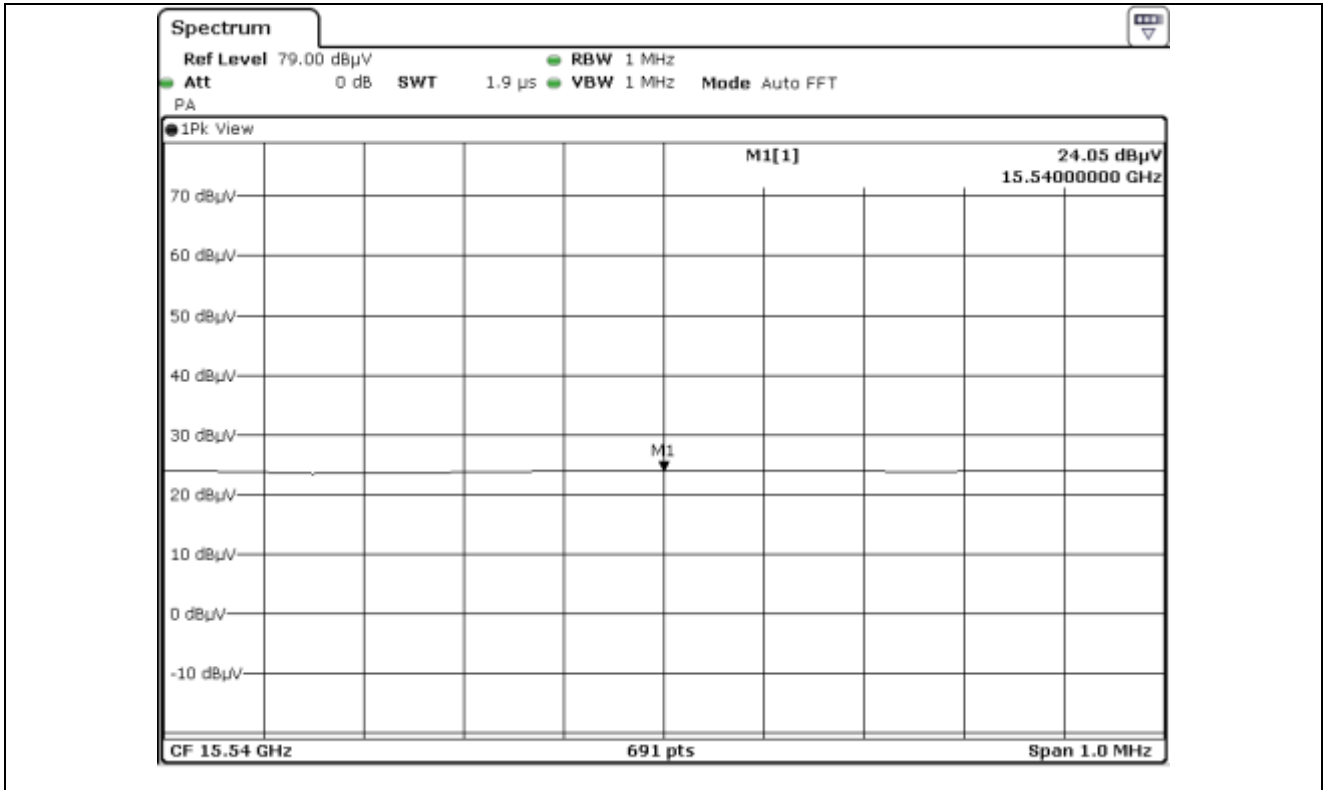 Spectrum
Ref Level 79.00 dBµV RBW 1 MHz
Att 0 dB SWT 1.9 µs VBW 1 MHz Mode Auto FFT
PA
1Pk View
M1[1] 24.05 dBµV
15.54000000 GHz
70 dBµV
60 dBµV
50 dBµV
40 dBµV
30 dBµV
M1
20 dBµV
10 dBµV
0 dBµV
-10 dBµV
CF 15.54 GHz 691 pts Span 1.0 MHz